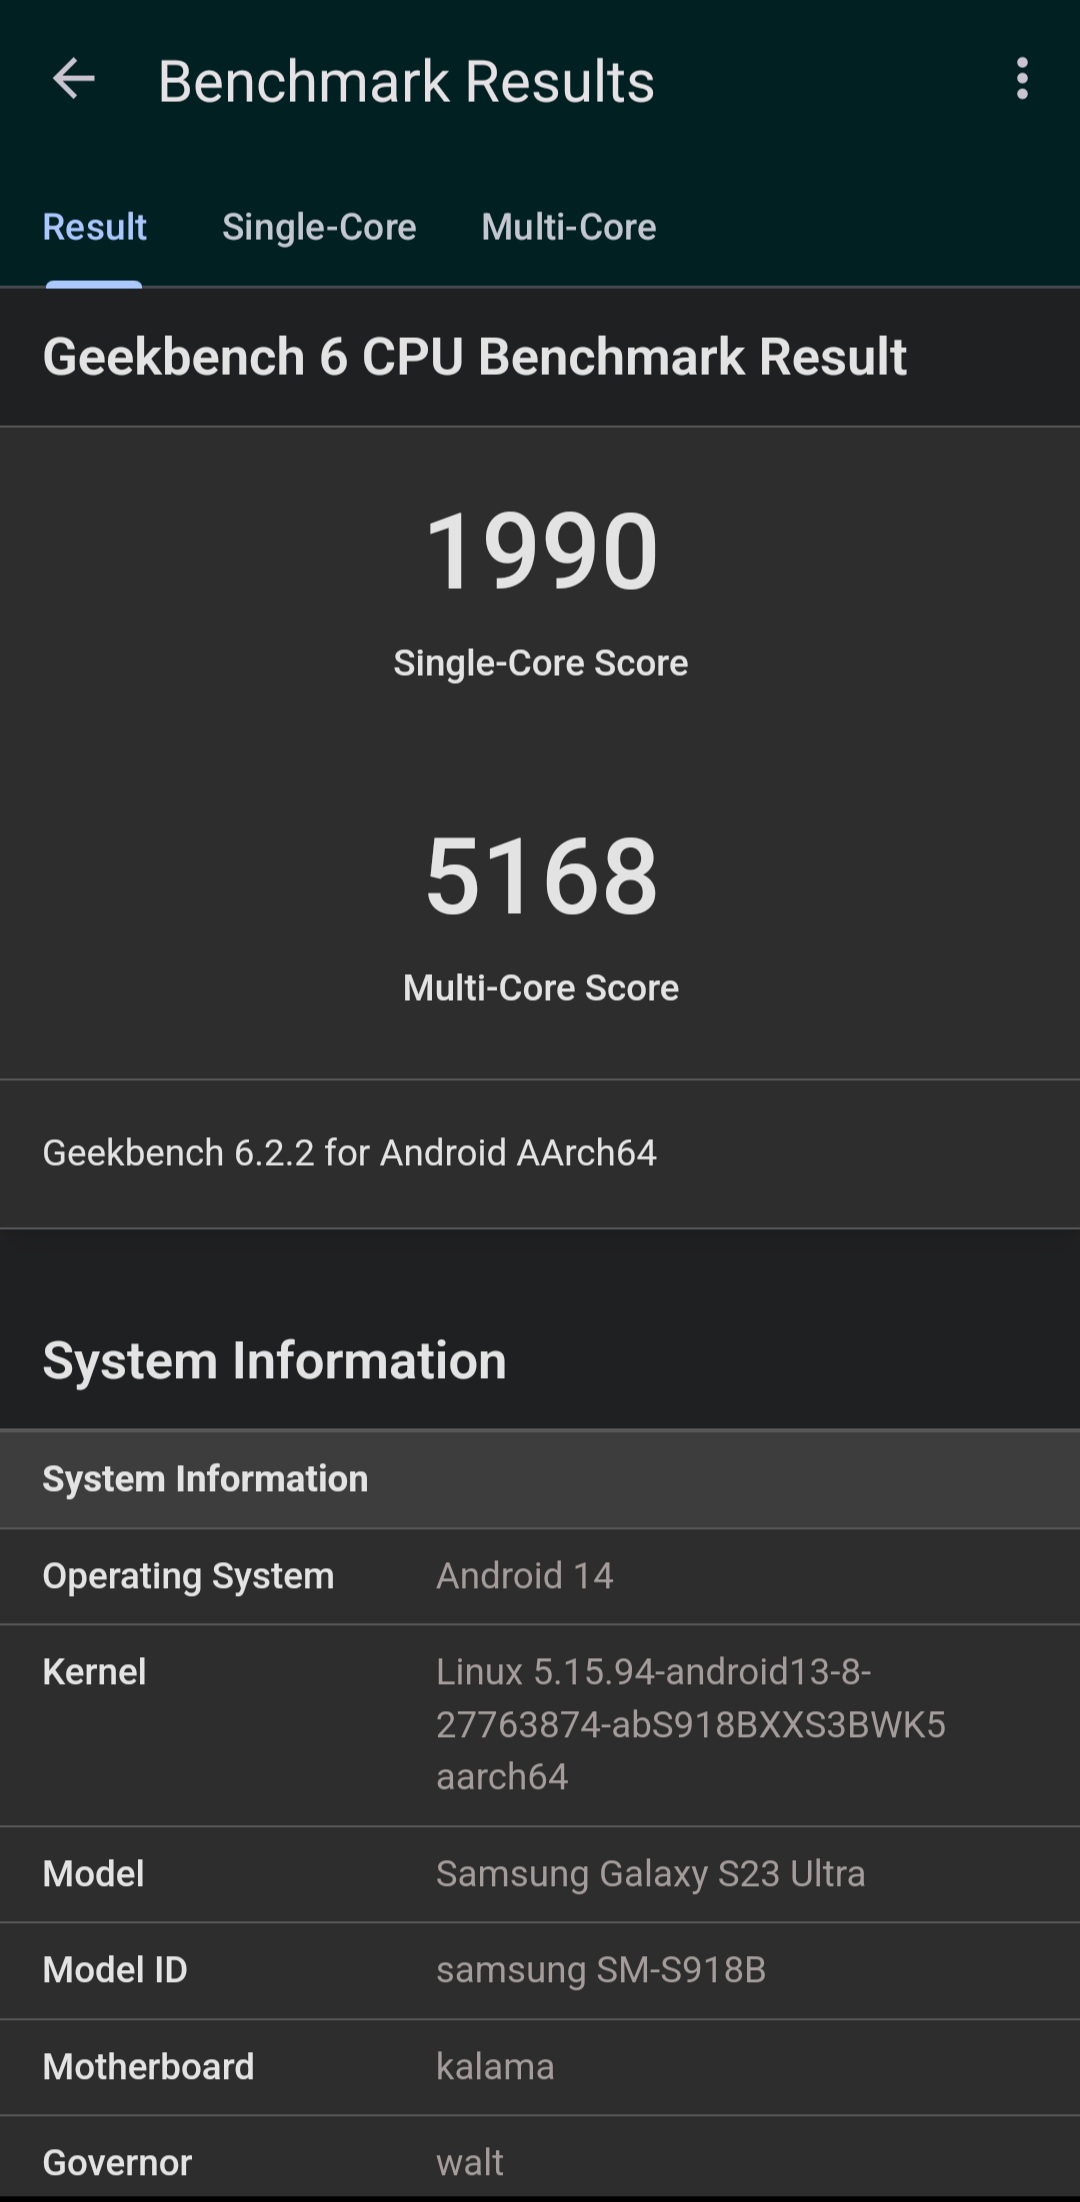 Benchmark Results
Result Single-Core Multi-Core
Geekbench 6 CPU Benchmark Result
1990
Single-Core Score
5168
Multi-Core Score
Geekbench 6.2.2 for Android AArch64
System Information
System Information
Operating System Android 14
Kernel Linux 5.15.94-android13-8-
27763874-abS918BXXS3BWK5
aarch64
Model Samsung Galaxy S23 Ultra
Model ID samsung SM-S918B
Motherboard kalama
Governor walt